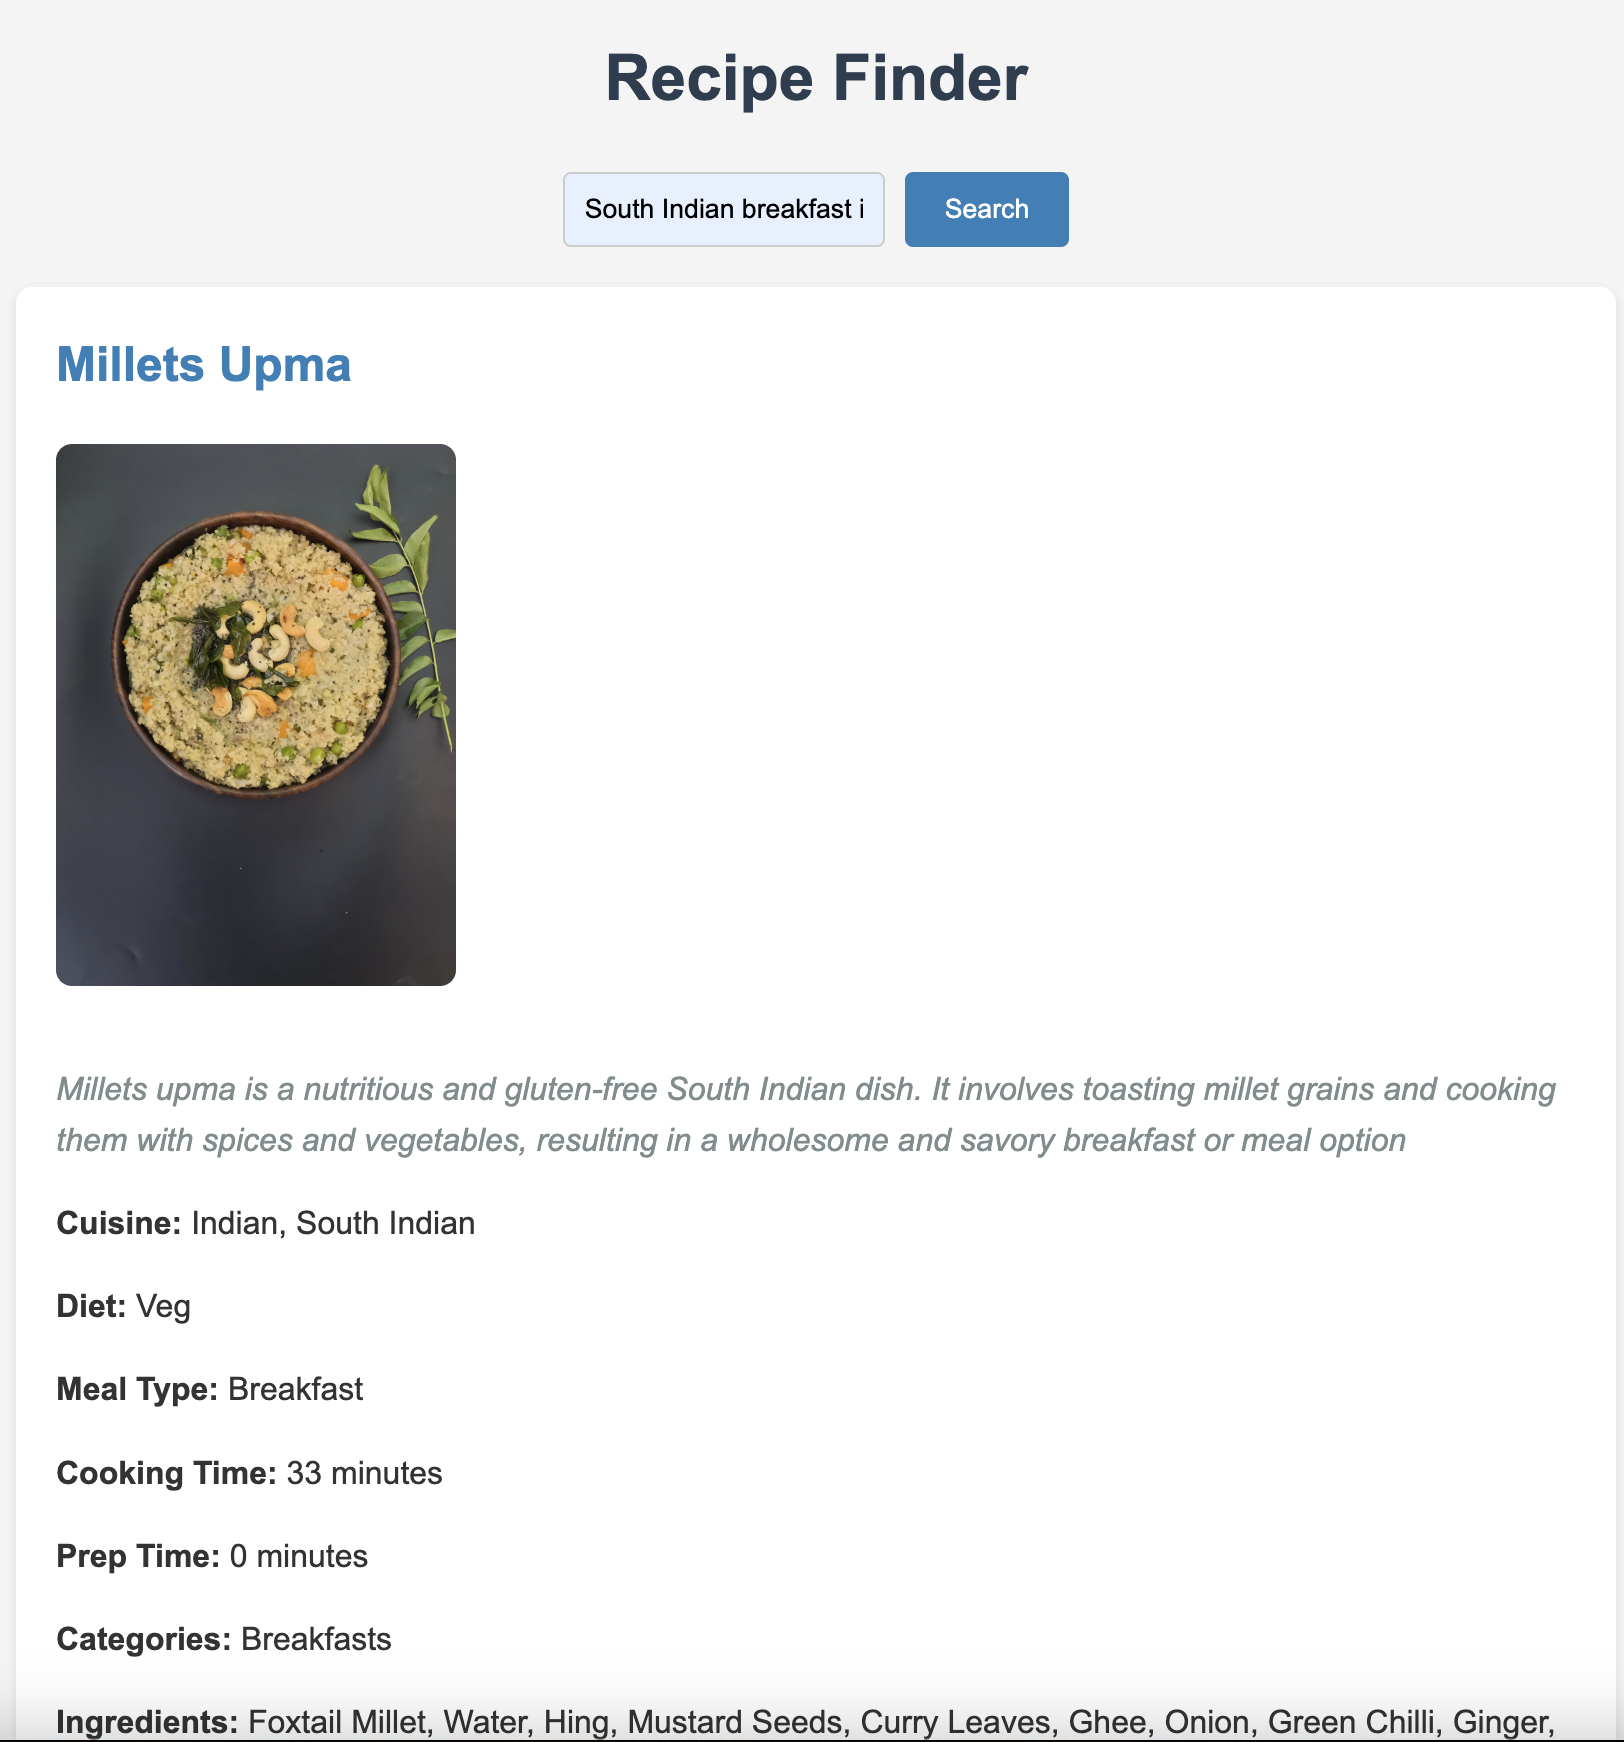 Recipe Finder
South Indian breakfast i
Search
Millets Upma
Millets upma is a nutritious and gluten-free South Indian dish. It involves toasting millet grains and cooking
them with spices and vegetables, resulting in a wholesome and savory breakfast or meal option
Cuisine: Indian, South Indian
Diet: Veg
Meal Type: Breakfast
Cooking Time: 33 minutes
Prep Time: 0 minutes
Categories: Breakfasts
Ingredients: Foxtail Millet, Water, Hing, Mustard Seeds, Curry Leaves, Ghee, Onion, Green Chilli, Ginger,